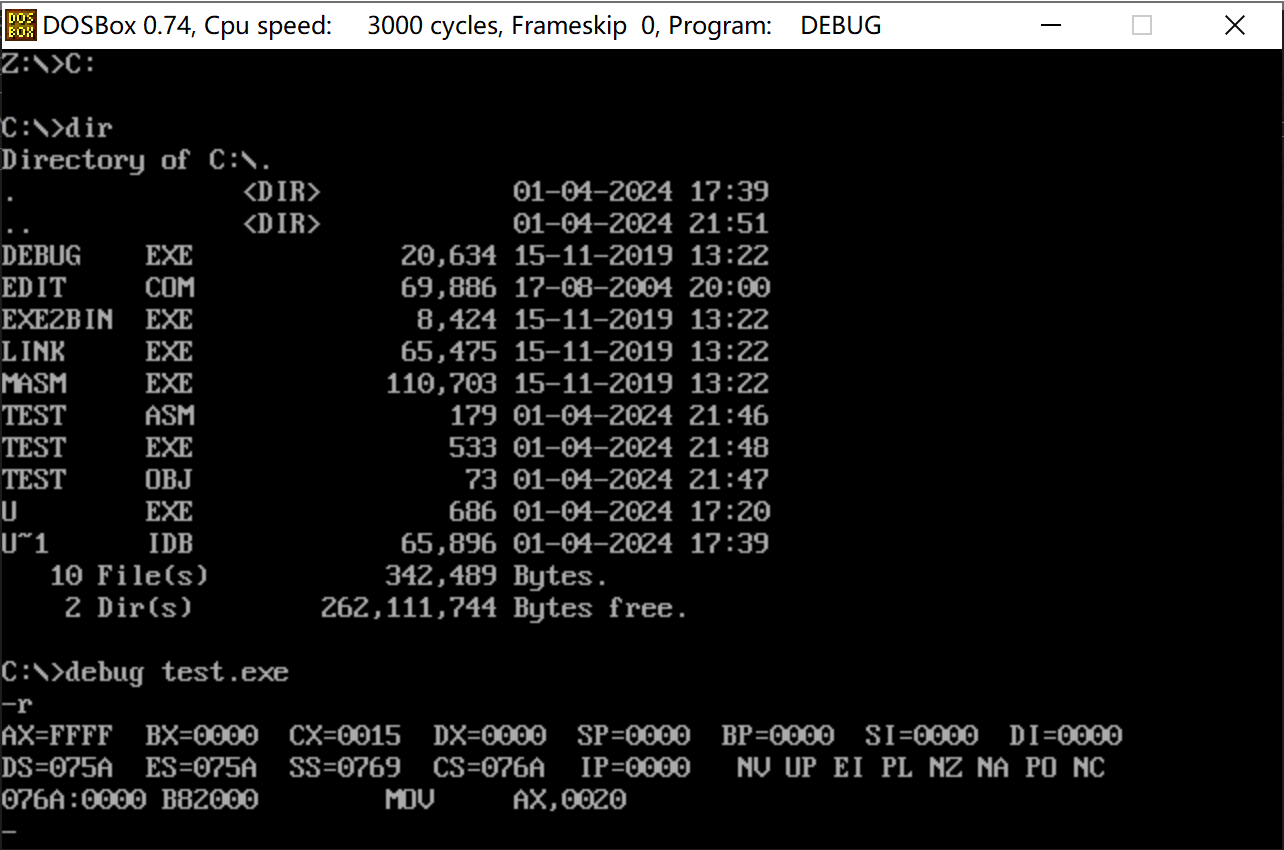 DOSBox 0.74, Cpu speed:    3000 cycles, Frameskip  0, Program:    DEBUG
Z:\>C:
C:\>dir
Directory of C:\.
.              <DIR>            01-04-2024 17:39
..             <DIR>            01-04-2024 21:51
DEBUG    EXE             20,634 15-11-2019 13:22
EDIT     COM             69,886 17-08-2004 20:00
EXE2BIN  EXE              8,424 15-11-2019 13:22
LINK     EXE             65,475 15-11-2019 13:22
MASM     EXE            110,703 15-11-2019 13:22
TEST     ASM                179 01-04-2024 21:46
TEST     EXE                533 01-04-2024 21:48
TEST     OBJ                 73 01-04-2024 21:47
U        EXE                686 01-04-2024 17:20
U~1      IDB             65,896 01-04-2024 17:39
   10 File(s)           342,489 Bytes.
    2 Dir(s)        262,111,744 Bytes free.
C:\>debug test.exe
-r
AX=FFFF  BX=0000  CX=0015  DX=0000  SP=0000  BP=0000  SI=0000  DI=0000
DS=075A  ES=075A  SS=0769  CS=076A  IP=0000   NV UP EI PL NZ NA PO NC
076A:0000 B82000        MOV     AX,0020
-